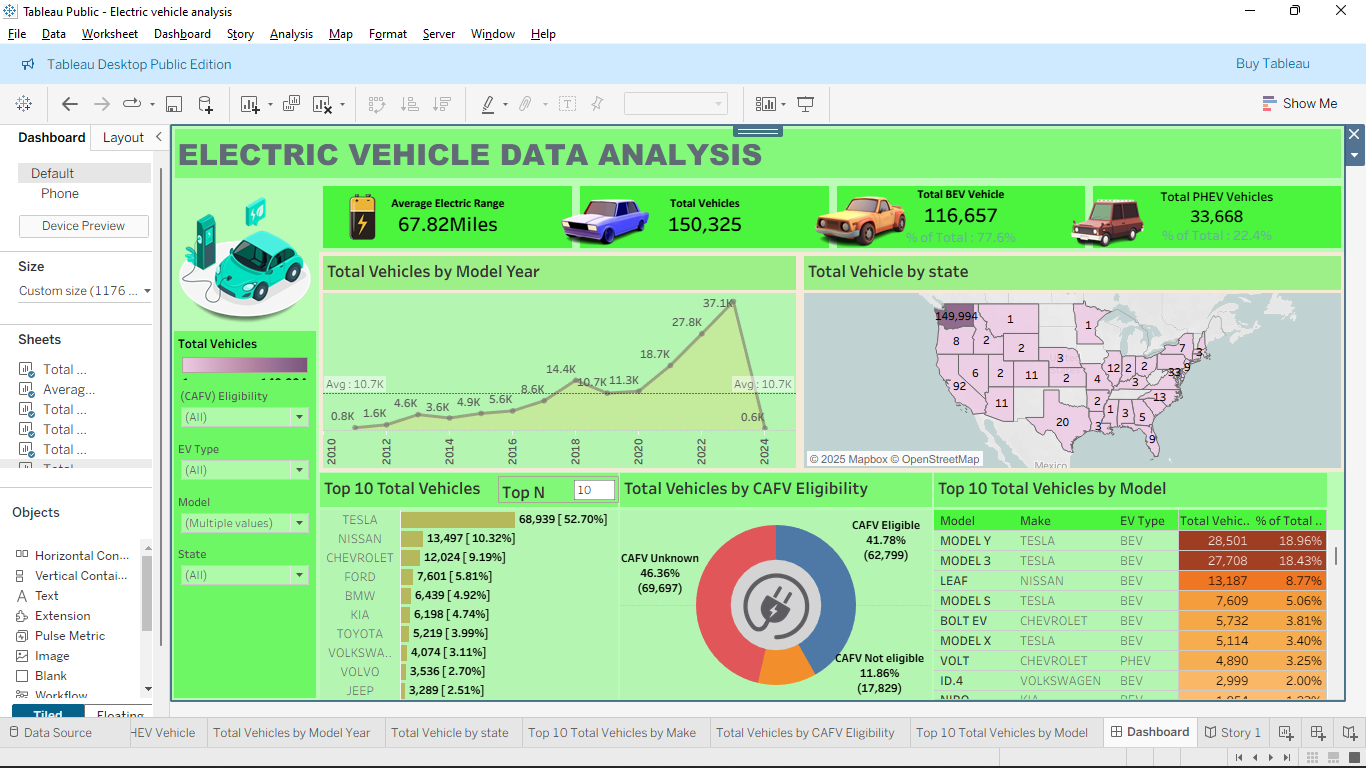 Tableau Public - Electric vehicle analysis
File Data Worksheet Dashboard Story Analysis Map Format Server Window Help
Tableau Desktop Public Edition
Buy Tableau
Show Me
Dashboard Layout
Default
Phone
Device Preview
Size
Custom size (1176 ...
Sheets
Total ...
Averag...
Total ...
Total ...
Total ...
Total
Objects
Horizontal Con...
Vertical Contai...
Text
Extension
Pulse Metric
Image
Blank
Workflow
Tiled Floating
ELECTRIC VEHICLE DATA ANALYSIS
Average Electric Range
67.82Miles
Total Vehicles
150,325
Total BEV Vehicle
116,657
% of Total : 77.6%
Total PHEV Vehicles
33,668
% of Total : 22.4%
Total Vehicles
(CAFV) Eligibility
(All)
EV Type
(All)
Model
(Multiple values)
State
(All)
Total Vehicles by Model Year
37.1K
27.8K
18.7K
14.4K
10.7K
11.3K
8.6K
Avg : 10.7K
Avg : 10.7K
4.6K
3.6K
4.9K
5.6K
0.8K
1.6K
0.6K
2010 2012 2014 2016 2018 2020 2022 2024
Total Vehicle by state
149,994
1
1
8
2
2
3
7
3
6
2
11
2
12
2
2
9
33
92
4
3
13
11
2
1
3
5
20
3
9
Mexico
© 2025 Mapbox © OpenStreetMap
Top 10 Total Vehicles
Top N 10
TESLA 68,939 [ 52.70%]
NISSAN 13,497 [ 10.32%]
CHEVROLET 12,024 [ 9.19%]
FORD 7,601 [ 5.81%]
BMW 6,439 [ 4.92%]
KIA 6,198 [ 4.74%]
TOYOTA 5,219 [ 3.99%]
VOLKSWA.. 4,074 [ 3.11%]
VOLVO 3,536 [ 2.70%]
JEEP 3,289 [ 2.51%]
Total Vehicles by CAFV Eligibility
CAFV Eligible
41.78%
(62,799)
CAFV Unknown
46.36%
(69,697)
CAFV Not eligible
11.86%
(17,829)
Top 10 Total Vehicles by Model
Model Make EV Type Total Vehic.. % of Total ..
MODEL Y TESLA BEV 28,501 18.96%
MODEL 3 TESLA BEV 27,708 18.43%
LEAF NISSAN BEV 13,187 8.77%
MODEL S TESLA BEV 7,609 5.06%
BOLT EV CHEVROLET BEV 5,732 3.81%
MODEL X TESLA BEV 5,114 3.40%
VOLT CHEVROLET PHEV 4,890 3.25%
ID.4 VOLKSWAGEN BEV 2,999 2.00%
Data Source HEV Vehicle Total Vehicles by Model Year Total Vehicle by state Top 10 Total Vehicles by Make Total Vehicles by CAFV Eligibility Top 10 Total Vehicles by Model Dashboard Story 1